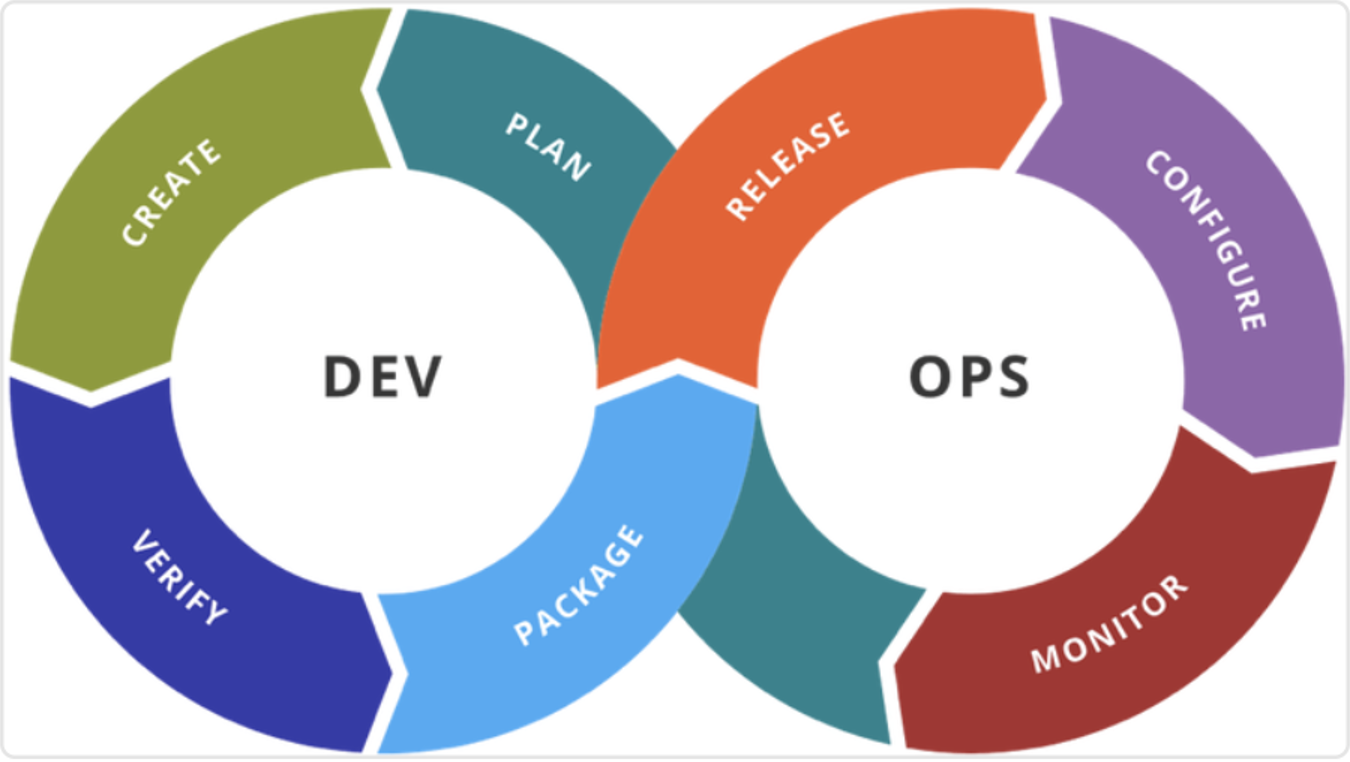 CREATE
PLAN
RELEASE
CONFIGURE
DEV
OPS
VERIFY
PACKAGE
MONITOR